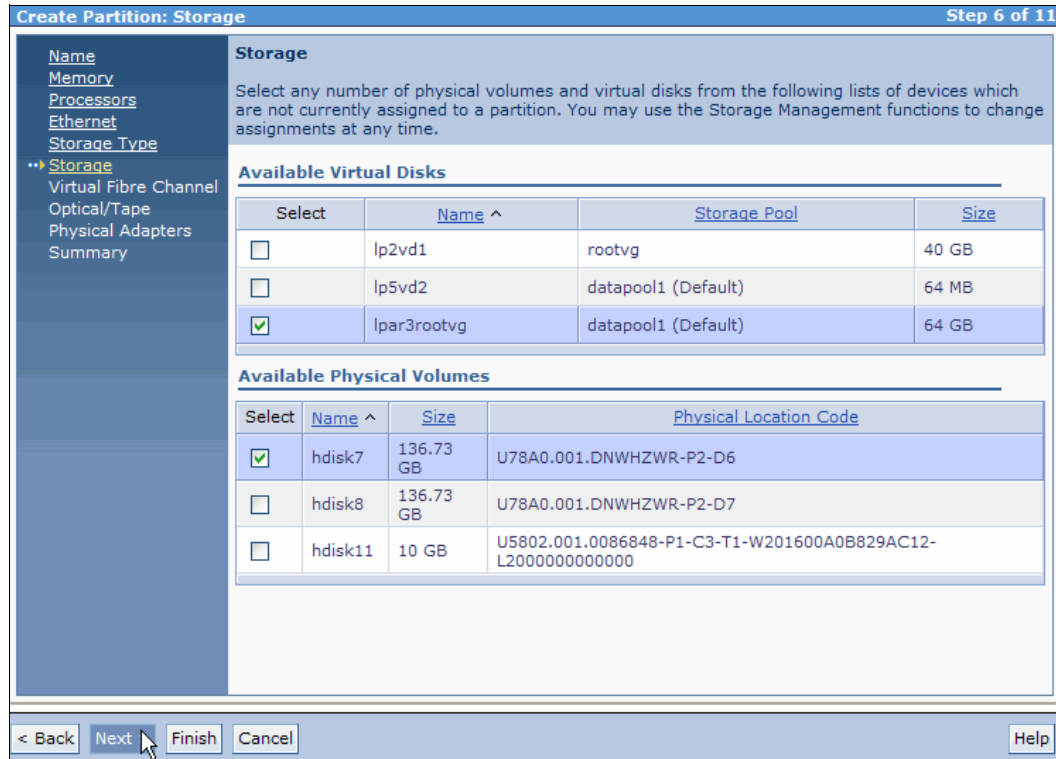 Create Partition: Storage Step 6 of 11
Name
Memory
Processors
Ethernet
Storage Type
Storage
Virtual Fibre Channel
Optical/Tape
Physical Adapters
Summary
Storage
Select any number of physical volumes and virtual disks from the following lists of devices which
are not currently assigned to a partition. You may use the Storage Management functions to change
assignments at any time.
Available Virtual Disks
Select Name ^ Storage Pool Size
lp2vd1 rootvg 40 GB
lp5vd2 datapool1 (Default) 64 MB
lpar3rootvg datapool1 (Default) 64 GB
Available Physical Volumes
Select Name ^ Size Physical Location Code
hdisk7 136.73 GB U78A0.001.DNWHZWR-P2-D6
hdisk8 136.73 GB U78A0.001.DNWHZWR-P2-D7
hdisk11 10 GB U5802.001.0086848-P1-C3-T1-W201600A0B829AC12-
L2000000000000
< Back Next Finish Cancel Help